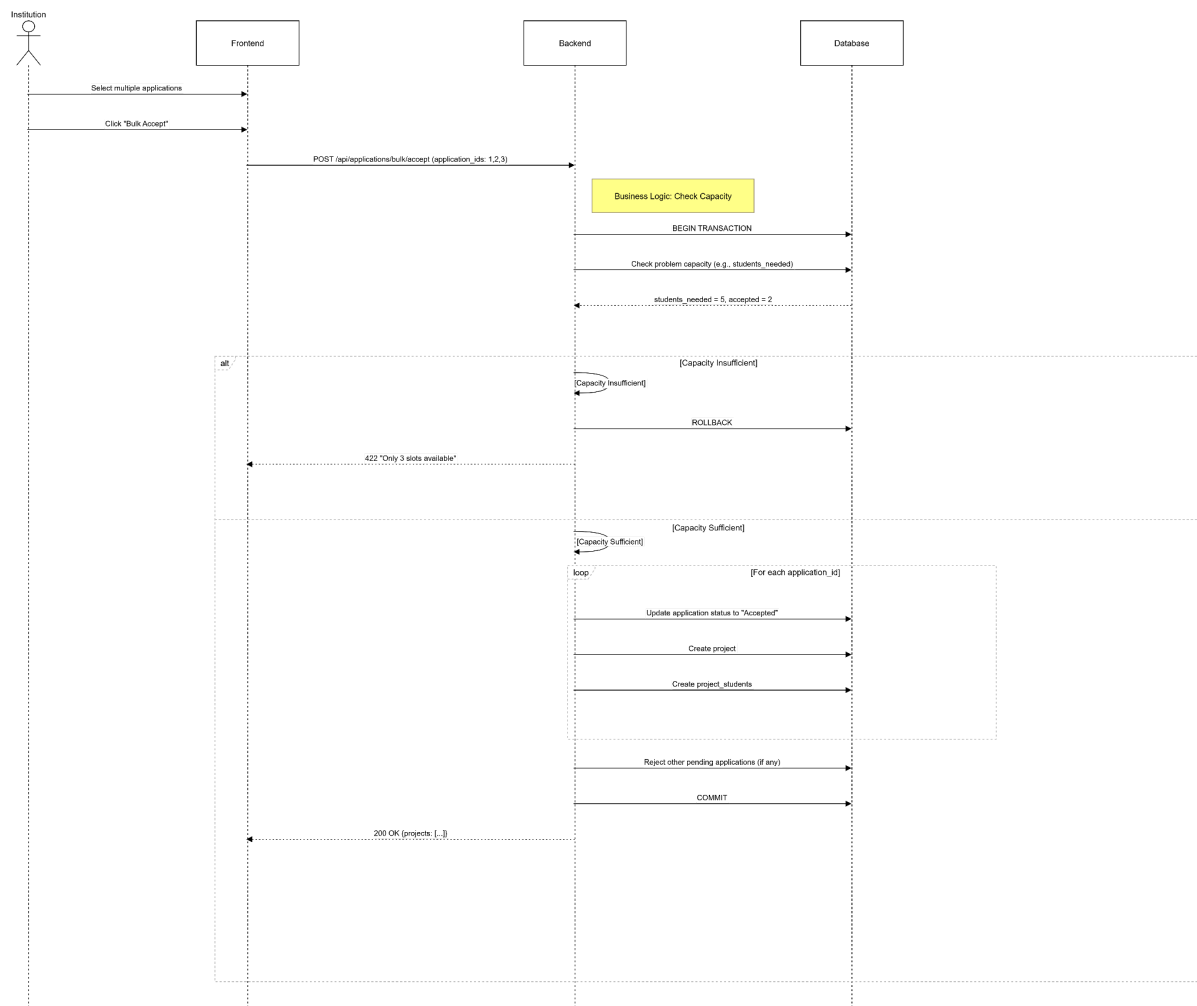 Institution
Frontend
Backend
Database
Select multiple applications
Click "Bulk Accept"
POST /api/applications/bulk/accept (application_ids: 1,2,3)
Business Logic: Check Capacity
BEGIN TRANSACTION
Check problem capacity (e.g., students_needed)
students_needed = 5, accepted = 2
alt
[Capacity Insufficient]
[Capacity Insufficient]
ROLLBACK
422 "Only 3 slots available"
[Capacity Sufficient]
[Capacity Sufficient]
loop
[For each application_id]
Update application status to "Accepted"
Create project
Create project_students
Reject other pending applications (if any)
COMMIT
200 OK {projects: [...]}